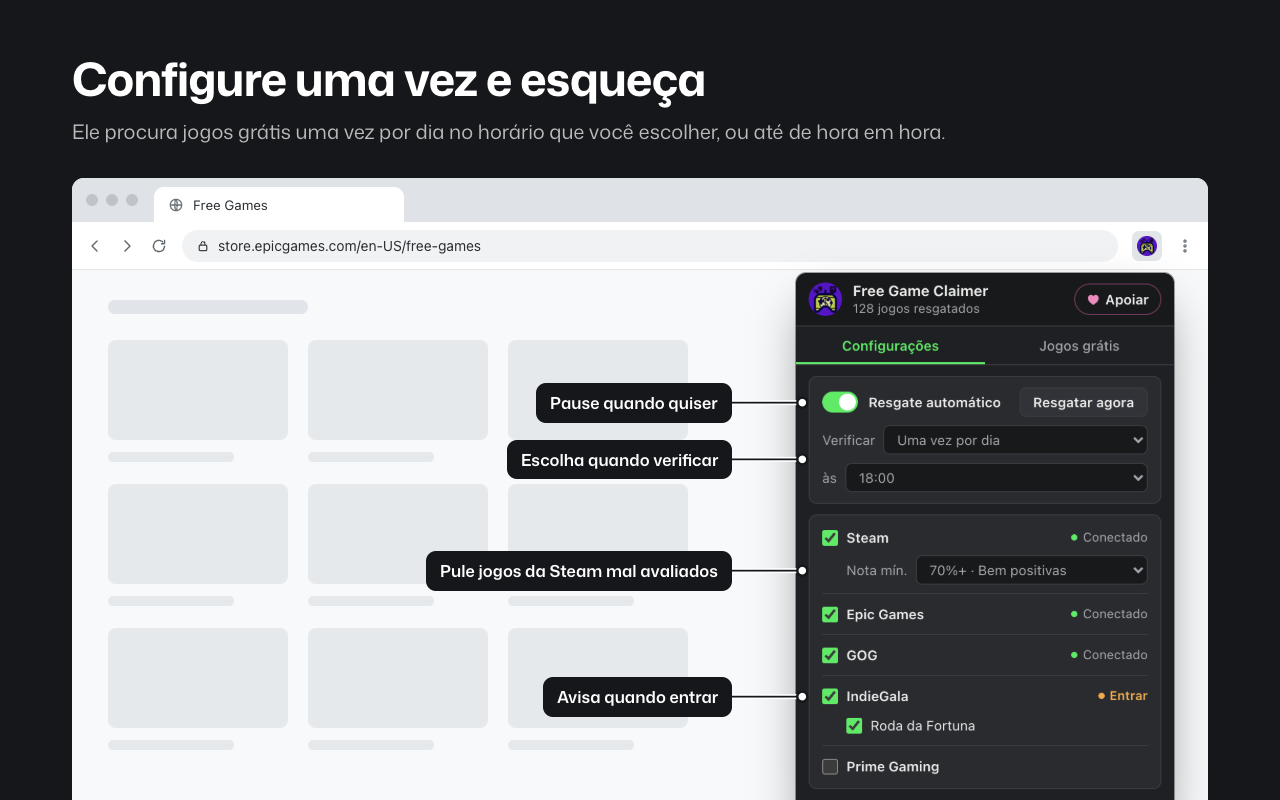 Configure uma vez e esqueça
Ele procura jogos grátis uma vez por dia no horário que você escolher, ou até de hora em hora.
Free Games
store.epicgames.com/en-US/free-games
Free Game Claimer
128 jogos resgatados
Apoiar
Configurações
Jogos grátis
Pause quando quiser
Resgate automático
Resgatar agora
Verificar
Uma vez por dia
Escolha quando verificar
às
18:00
Steam
Conectado
Pule jogos da Steam mal avaliados
Nota mín.
70%+ · Bem positivas
Epic Games
Conectado
GOG
Conectado
Avisa quando entrar
IndieGala
Entrar
Roda da Fortuna
Prime Gaming